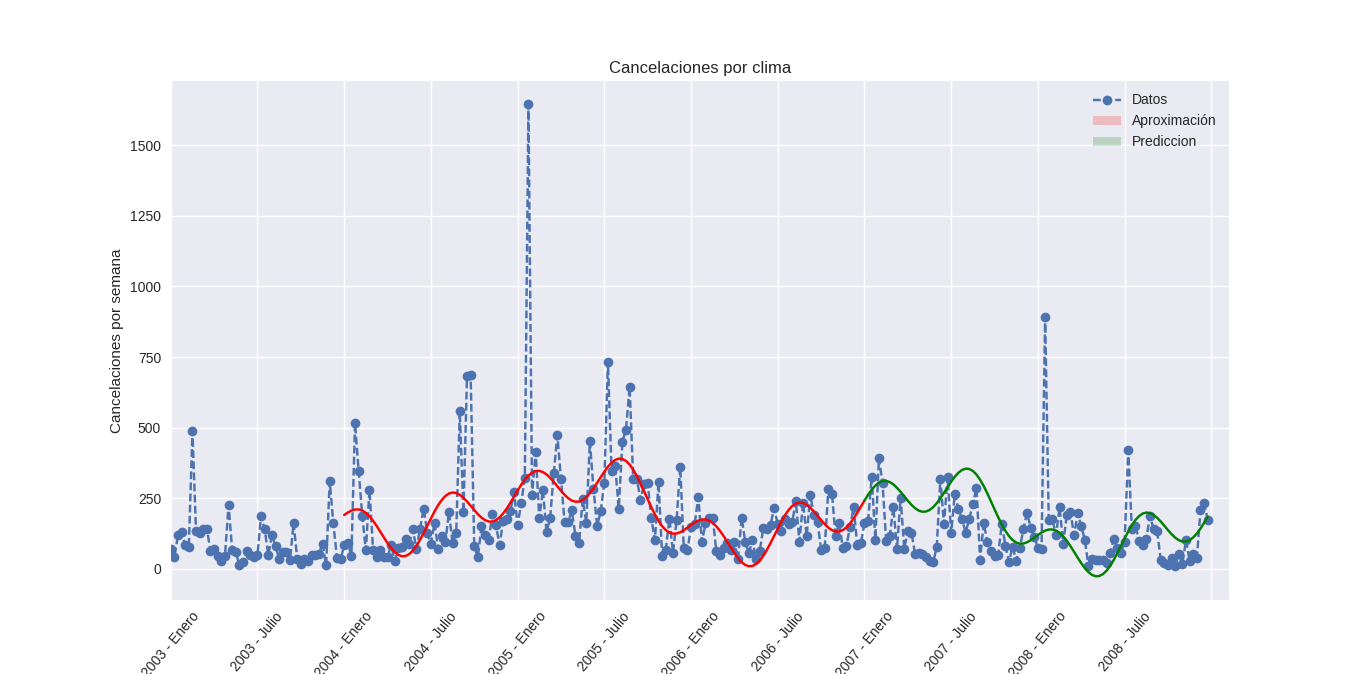 Cancelaciones por clima
Datos
Aproximación
Prediccion
Cancelaciones por semana
1500
1250
1000
750
500
250
0
2003 - Enero
2003 - Julio
2004 - Enero
2004 - Julio
2005 - Enero
2005 - Julio
2006 - Enero
2006 - Julio
2007 - Enero
2007 - Julio
2008 - Enero
2008 - Julio